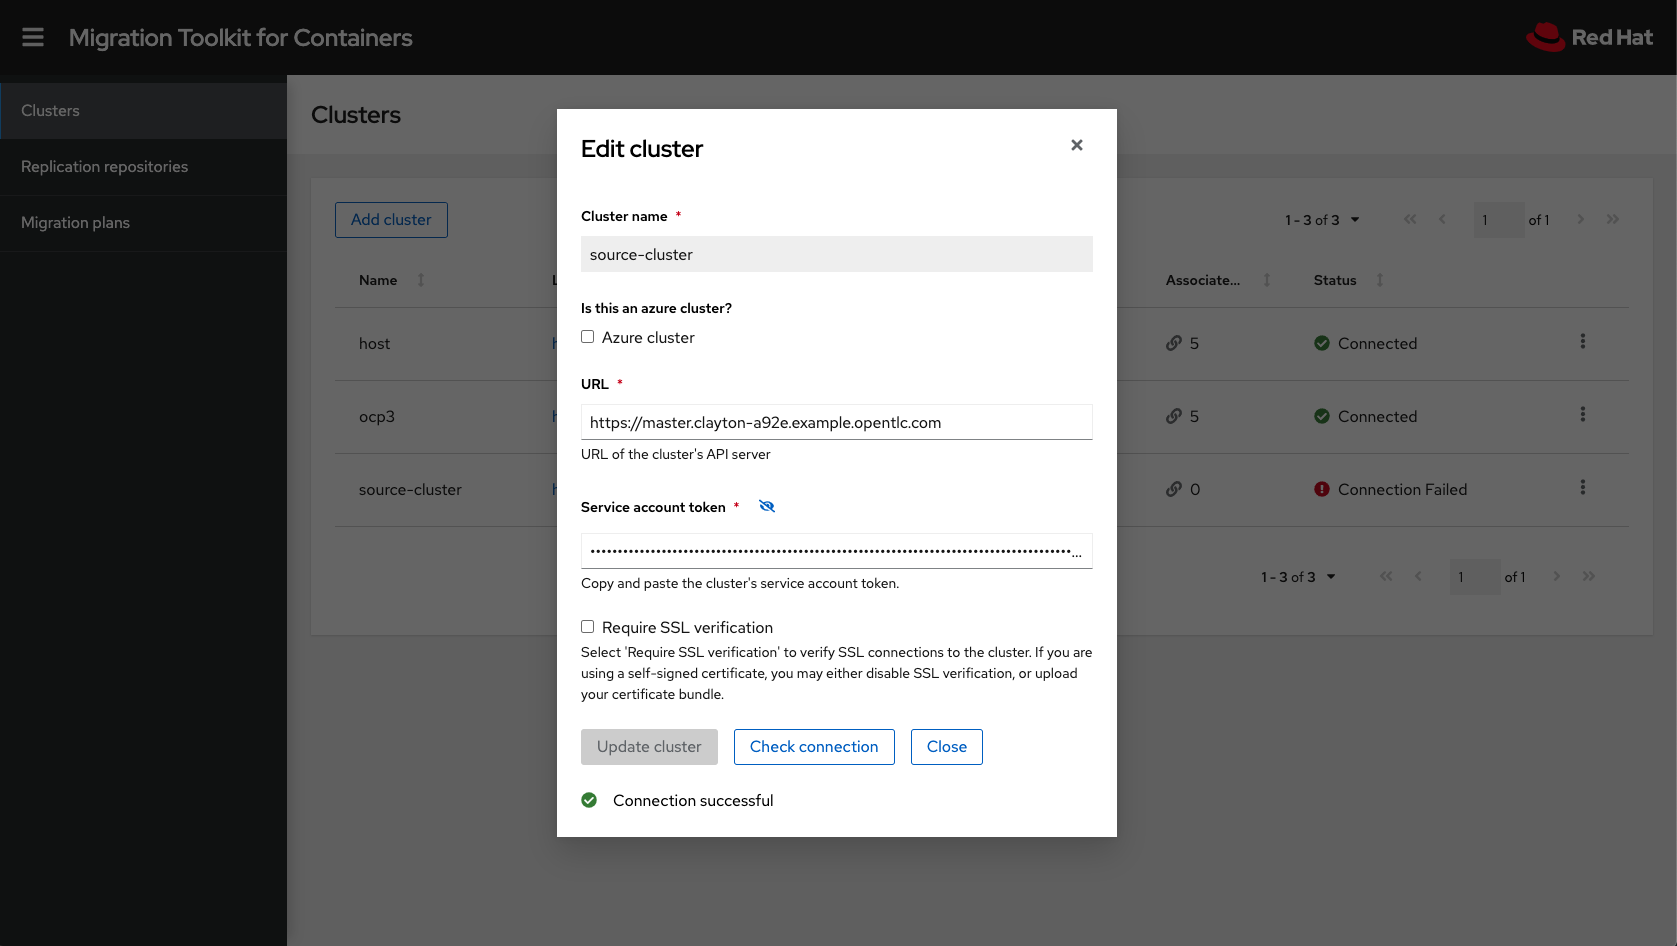 Migration Toolkit for Containers
Red Hat
Clusters
Replication repositories
Migration plans
Clusters
Add cluster
1 - 3 of 3
1 of 1
Name
Associate...
Status
host
5
Connected
ocp3
5
Connected
source-cluster
0
Connection Failed
1 - 3 of 3
1 of 1
Edit cluster
Cluster name *
source-cluster
Is this an azure cluster?
Azure cluster
URL *
https://master.clayton-a92e.example.opentlc.com
URL of the cluster's API server
Service account token *
Copy and paste the cluster's service account token.
Require SSL verification
Select 'Require SSL verification' to verify SSL connections to the cluster. If you are
using a self-signed certificate, you may either disable SSL verification, or upload
your certificate bundle.
Update cluster
Check connection
Close
Connection successful